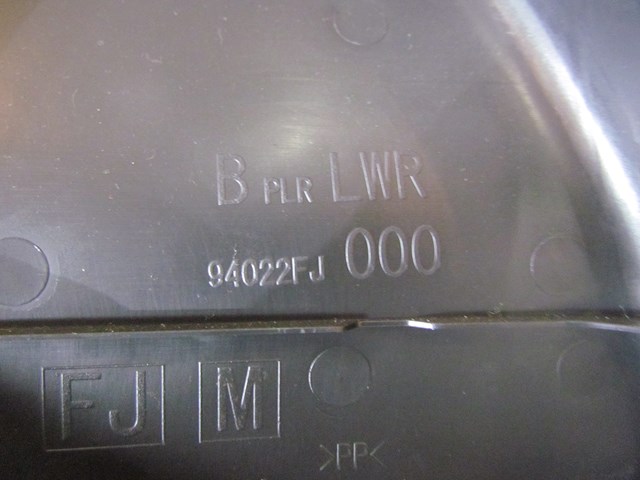 B PLR LWR
94022FJ 000
FJ M
>PP<